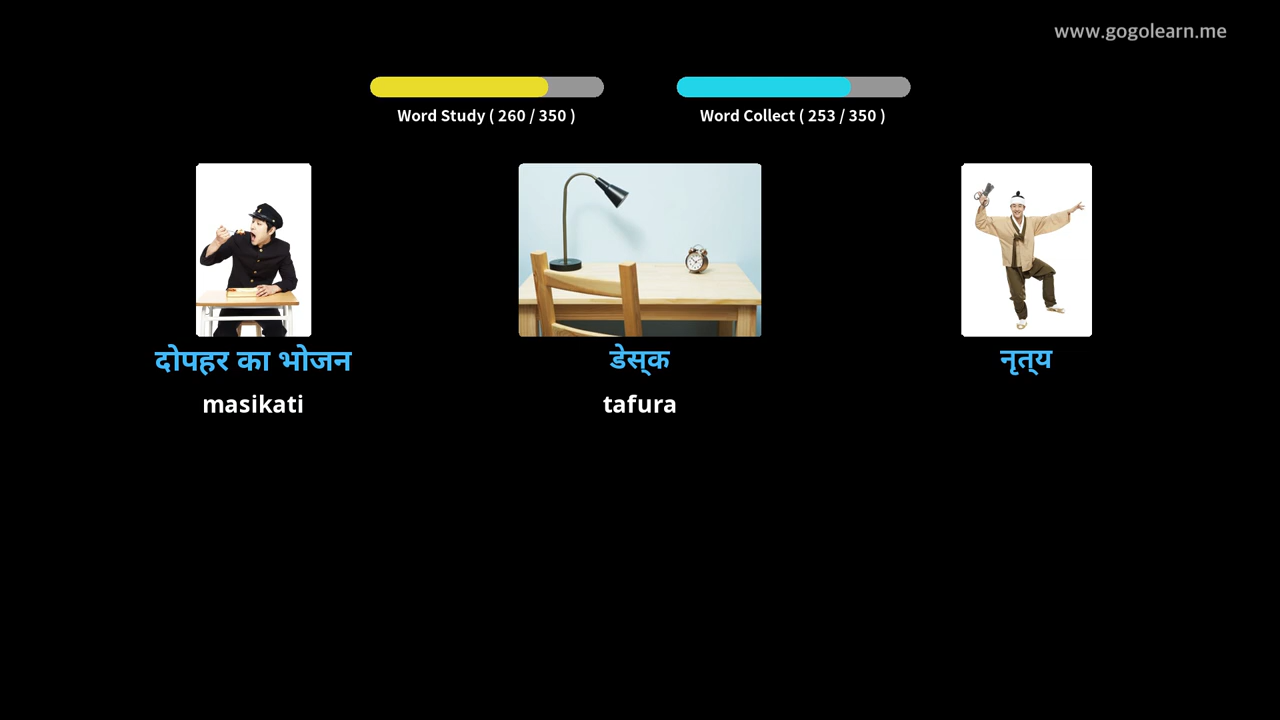 www.gogolearn.me
Word Study ( 260 / 350 )
Word Collect ( 253 / 350 )
दोपहर का भोजन
डेस्क
नृत्य
masikati
tafura